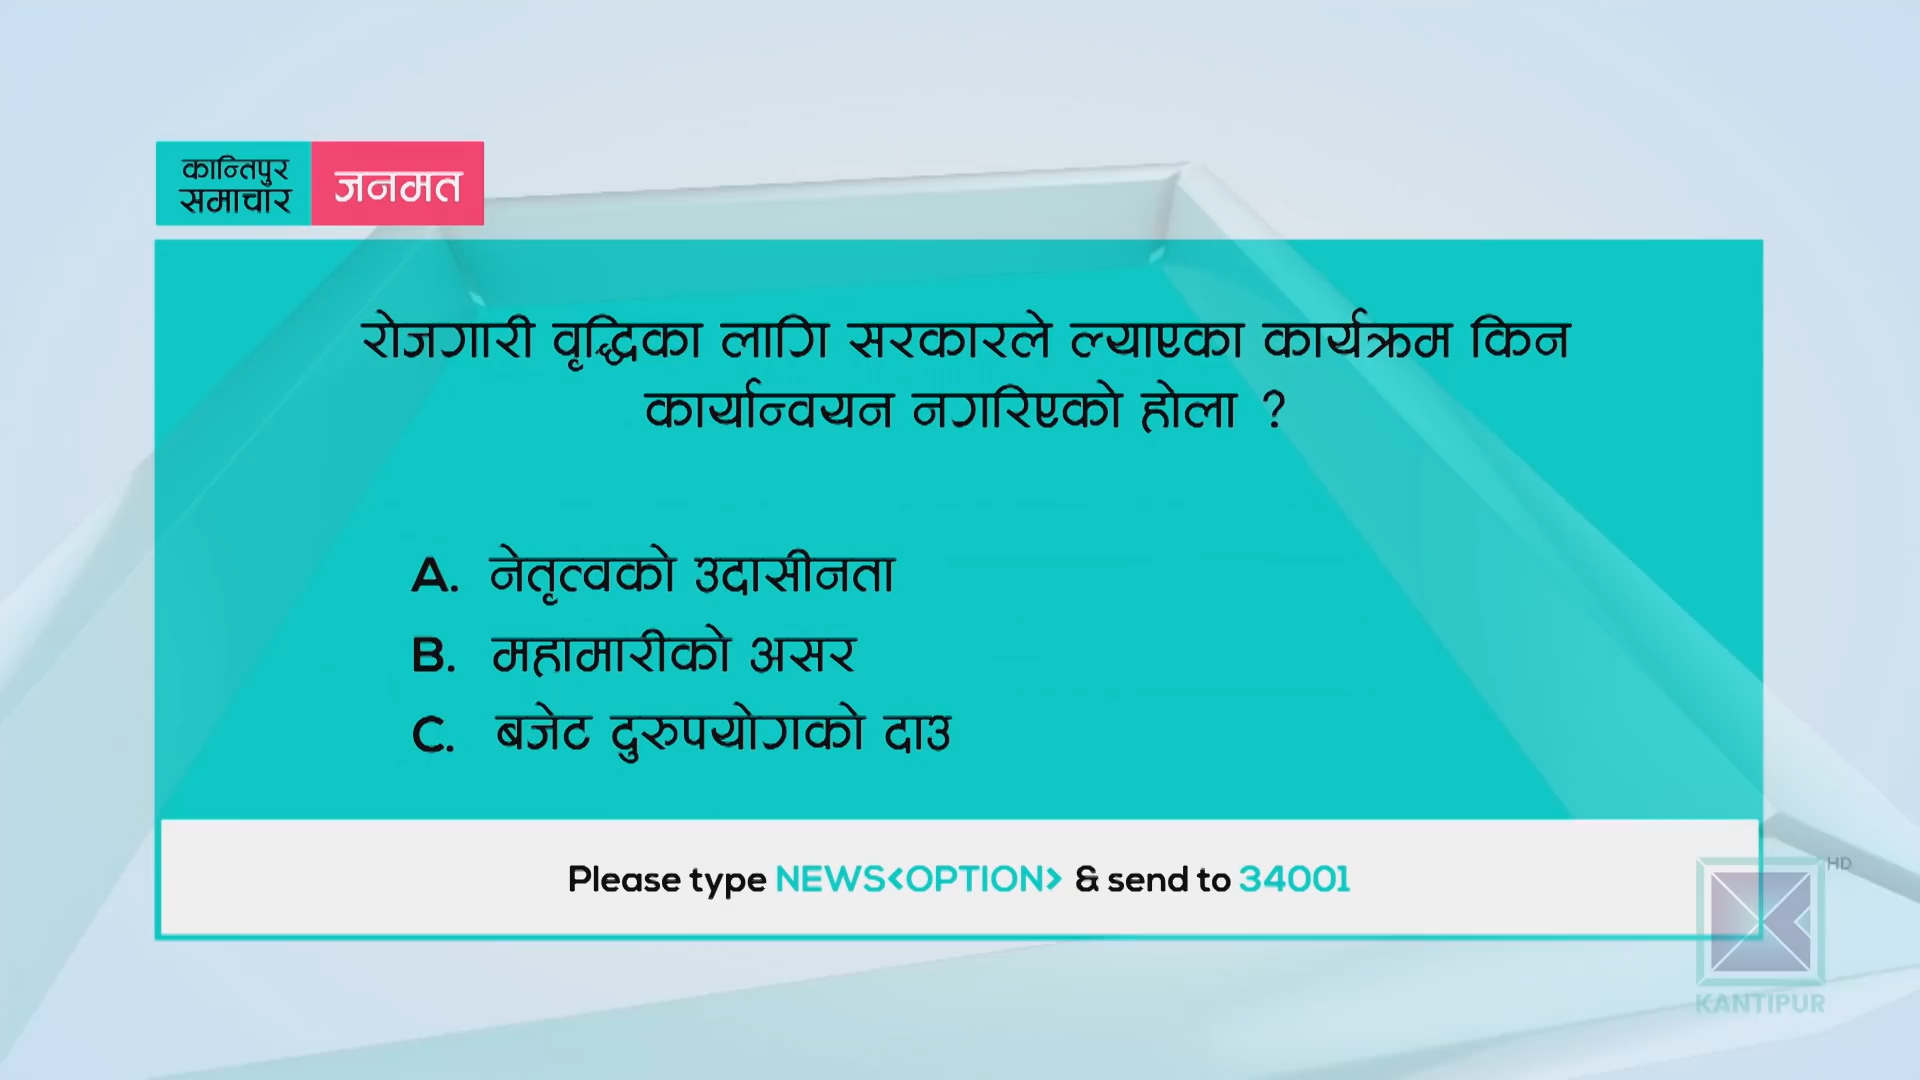 कान्तिपुर
समाचार
जनमत
रोजगारी वृद्धिका लागि सरकारले ल्याएका कार्यक्रम किन
कार्यान्वयन नगरिएको होला ?
A. नेतृत्वको उदासीनता
B. महामारीको असर
C. बजेट दुरुपयोगको दाउ
Please type NEWS<OPTION> & send to 34001
HD
KANTIPUR